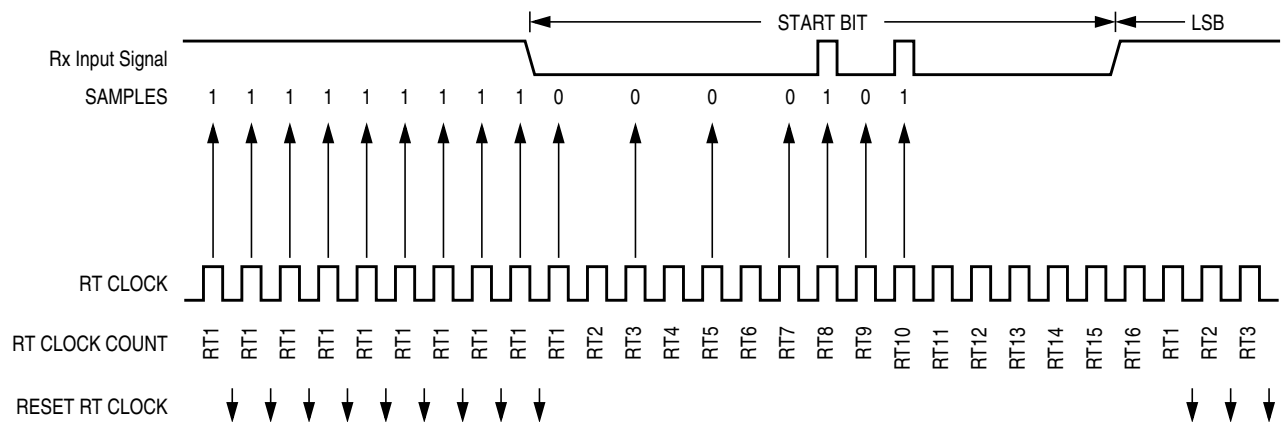 START BIT LSB
Rx Input Signal
SAMPLES 1 1 1 1 1 1 1 1 1 0 0 0 0 1 0 1
RT CLOCK
RT CLOCK COUNT RT1 RT1 RT1 RT1 RT1 RT1 RT1 RT1 RT1 RT1 RT2 RT3 RT4 RT5 RT6 RT7 RT8 RT9 RT10 RT11 RT12 RT13 RT14 RT15 RT16 RT1 RT2 RT3
RESET RT CLOCK